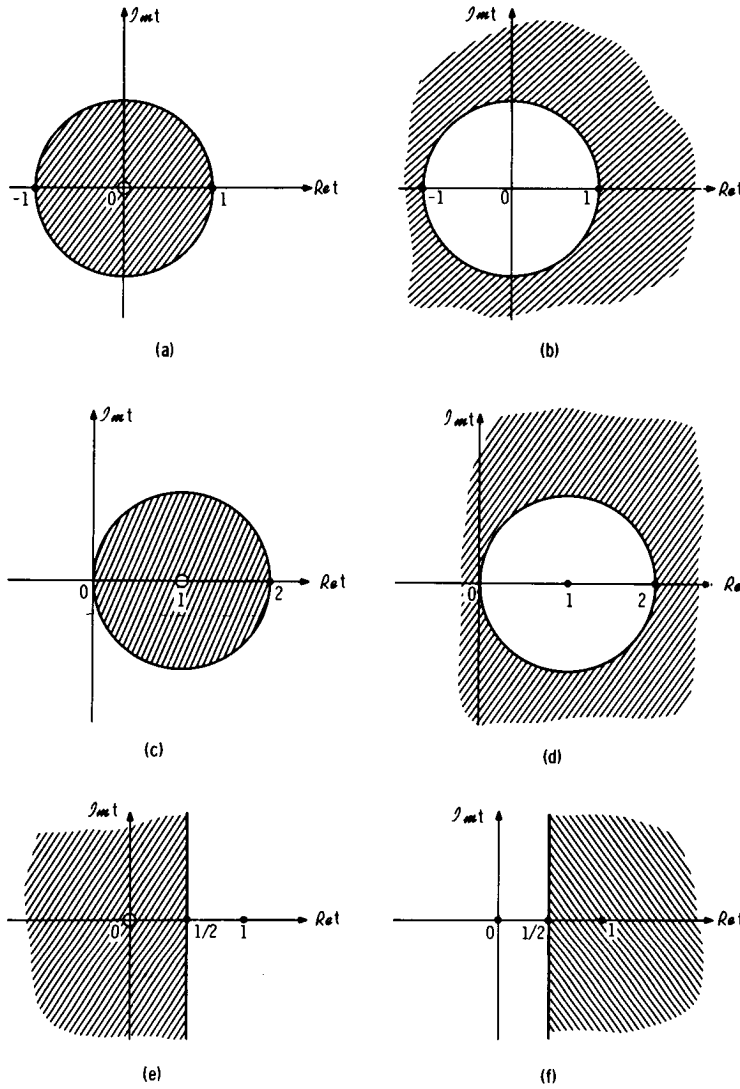 Im t
Re t
-1 0 1
(a)
Im t
Re t
-1 0 1
(b)
Im t
Re t
0 1 2
(c)
Im t
Re
0 1 2
(d)
Im t
Re t
0 1/2 1
(e)
Im t
Re t
0 1/2 1
(f)